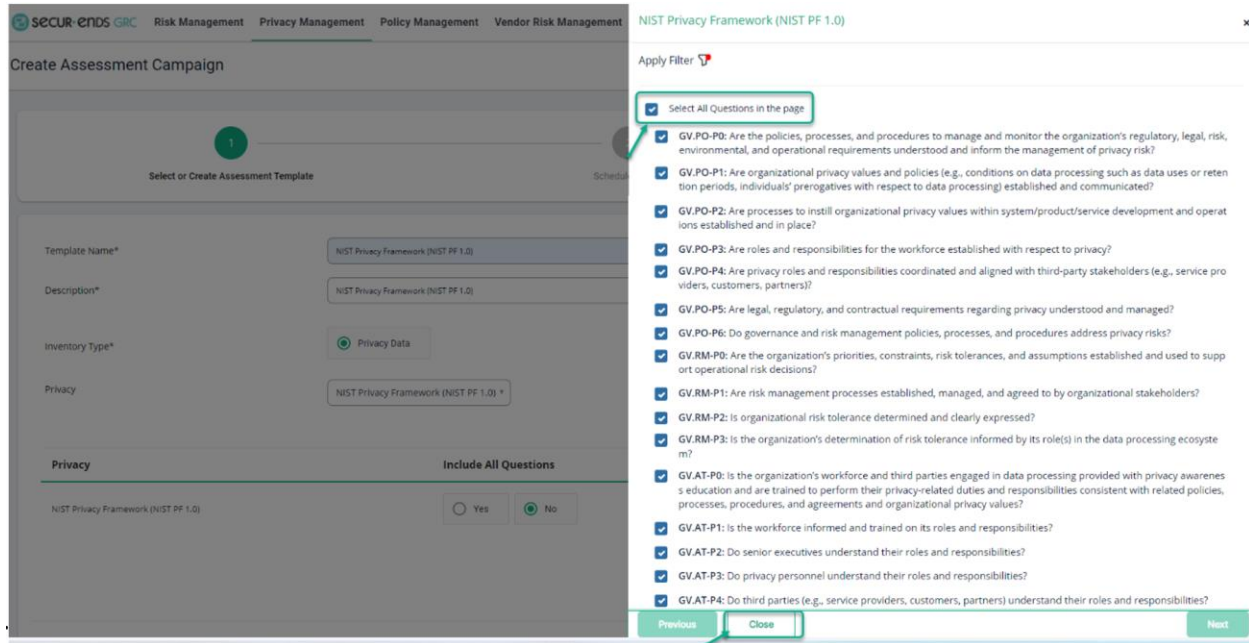 SECUR-ENDS GRC Risk Management Privacy Management Policy Management Vendor Risk Management
Create Assessment Campaign
1
Select or Create Assessment Template
Schedul
Template Name*
NIST Privacy Framework (NIST PF 1.0)
Description*
NIST Privacy Framework (NIST PF 1.0)
Inventory Type*
Privacy Data
Privacy
NIST Privacy Framework (NIST PF 1.0)
Privacy Include All Questions
NIST Privacy Framework (NIST PF 1.0) Yes No
NIST Privacy Framework (NIST PF 1.0) x
Apply Filter
Select All Questions in the page
GV.PO-P0: Are the policies, processes, and procedures to manage and monitor the organization's regulatory, legal, risk,
environmental, and operational requirements understood and inform the management of privacy risk?
GV.PO-P1: Are organizational privacy values and policies (e.g., conditions on data processing such as data uses or reten
tion periods, individuals' prerogatives with respect to data processing) established and communicated?
GV.PO-P2: Are processes to instill organizational privacy values within system/product/service development and operat
ions established and in place?
GV.PO-P3: Are roles and responsibilities for the workforce established with respect to privacy?
GV.PO-P4: Are privacy roles and responsibilities coordinated and aligned with third-party stakeholders (e.g., service pro
viders, customers, partners)?
GV.PO-P5: Are legal, regulatory, and contractual requirements regarding privacy understood and managed?
GV.PO-P6: Do governance and risk management policies, processes, and procedures address privacy risks?
GV.RM-P0: Are the organization's priorities, constraints, risk tolerances, and assumptions established and used to supp
ort operational risk decisions?
GV.RM-P1: Are risk management processes established, managed, and agreed to by organizational stakeholders?
GV.RM-P2: Is organizational risk tolerance determined and clearly expressed?
GV.RM-P3: Is the organization's determination of risk tolerance informed by its role(s) in the data processing ecosyste
m?
GV.AT-P0: Is the organization's workforce and third parties engaged in data processing provided with privacy awarenes
s education and are trained to perform their privacy-related duties and responsibilities consistent with related policies,
processes, procedures, and agreements and organizational privacy values?
GV.AT-P1: Is the workforce informed and trained on its roles and responsibilities?
GV.AT-P2: Do senior executives understand their roles and responsibilities?
GV.AT-P3: Do privacy personnel understand their roles and responsibilities?
GV.AT-P4: Do third parties (e.g., service providers, customers, partners) understand their roles and responsibilities?
Previous Close Next